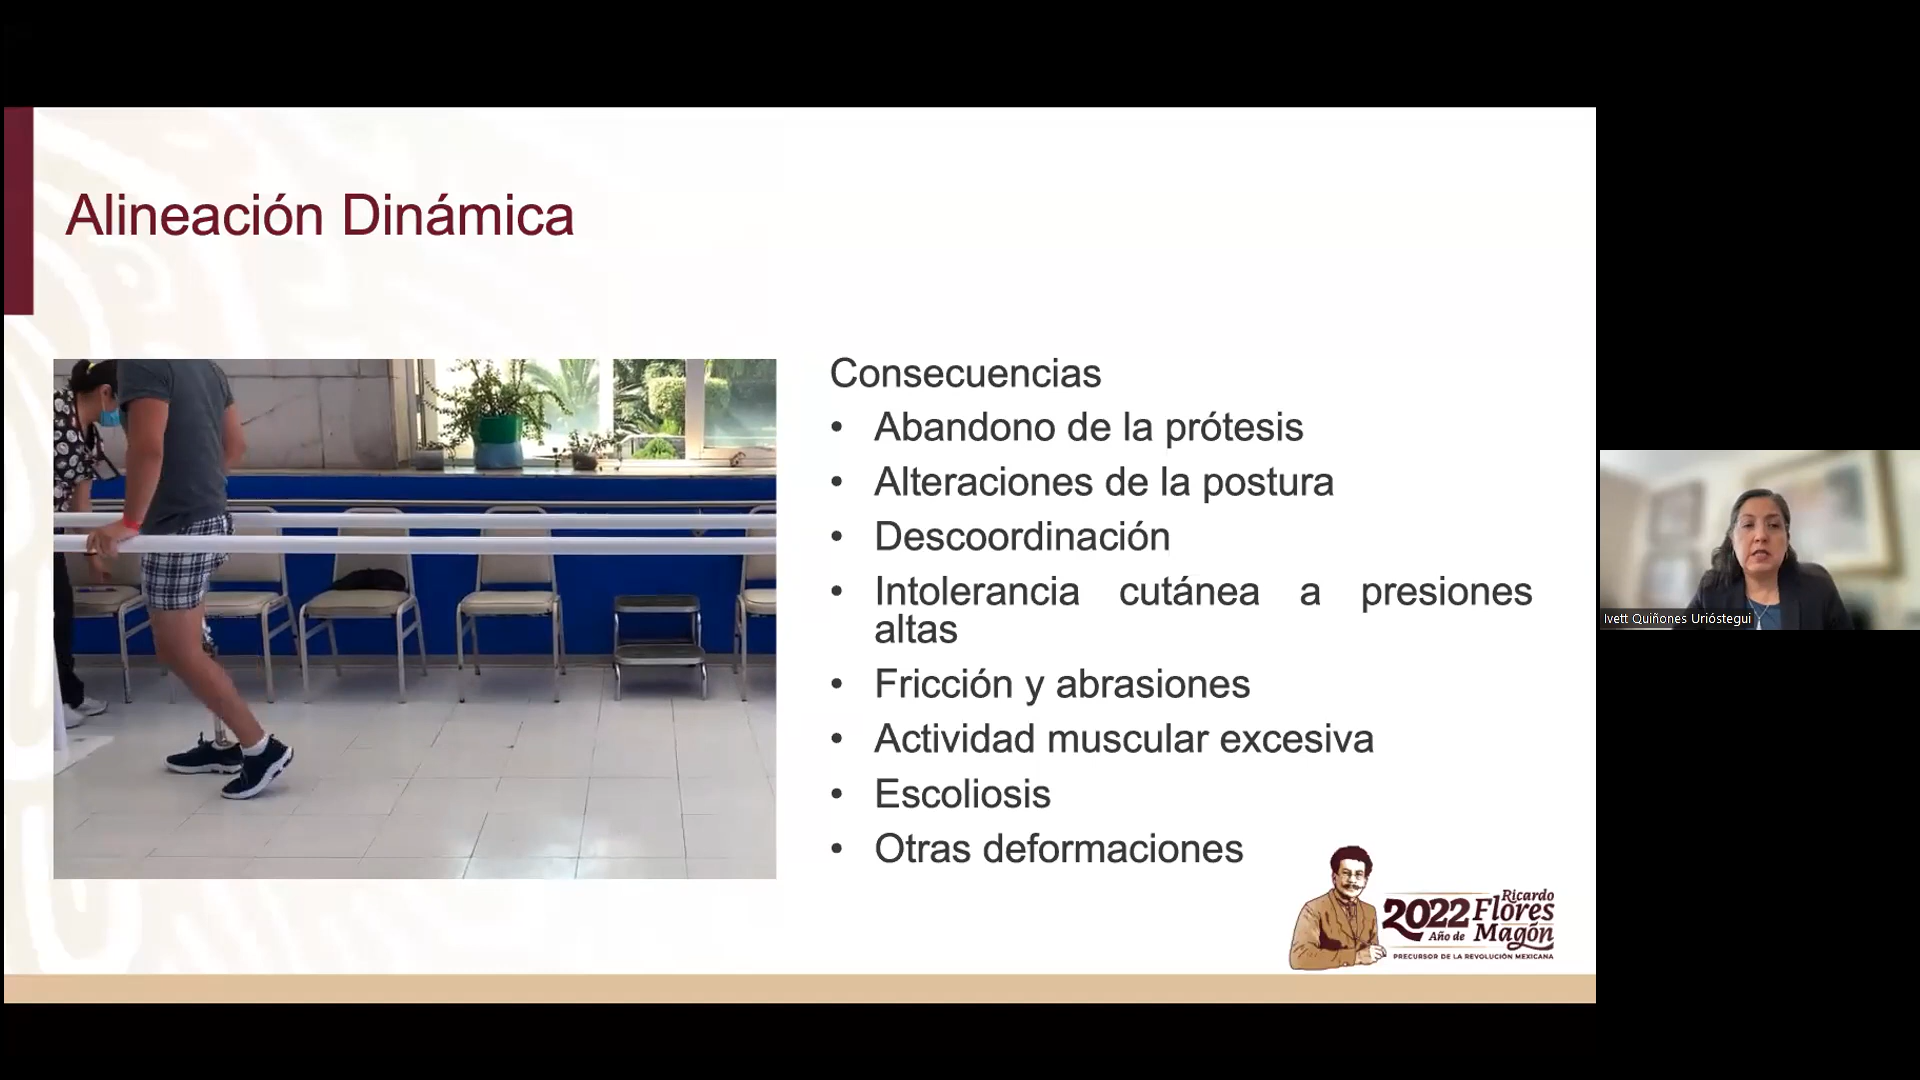 Alineación Dinámica
Consecuencias
• Abandono de la prótesis
• Alteraciones de la postura
• Descoordinación
• Intolerancia cutánea a presiones
altas
• Fricción y abrasiones
• Actividad muscular excesiva
• Escoliosis
• Otras deformaciones
2022 Ricardo
Flores
Año de Magón
PRECURSOR DE LA REVOLUCIÓN MEXICANA
Ivett Quiñones Urióstegui